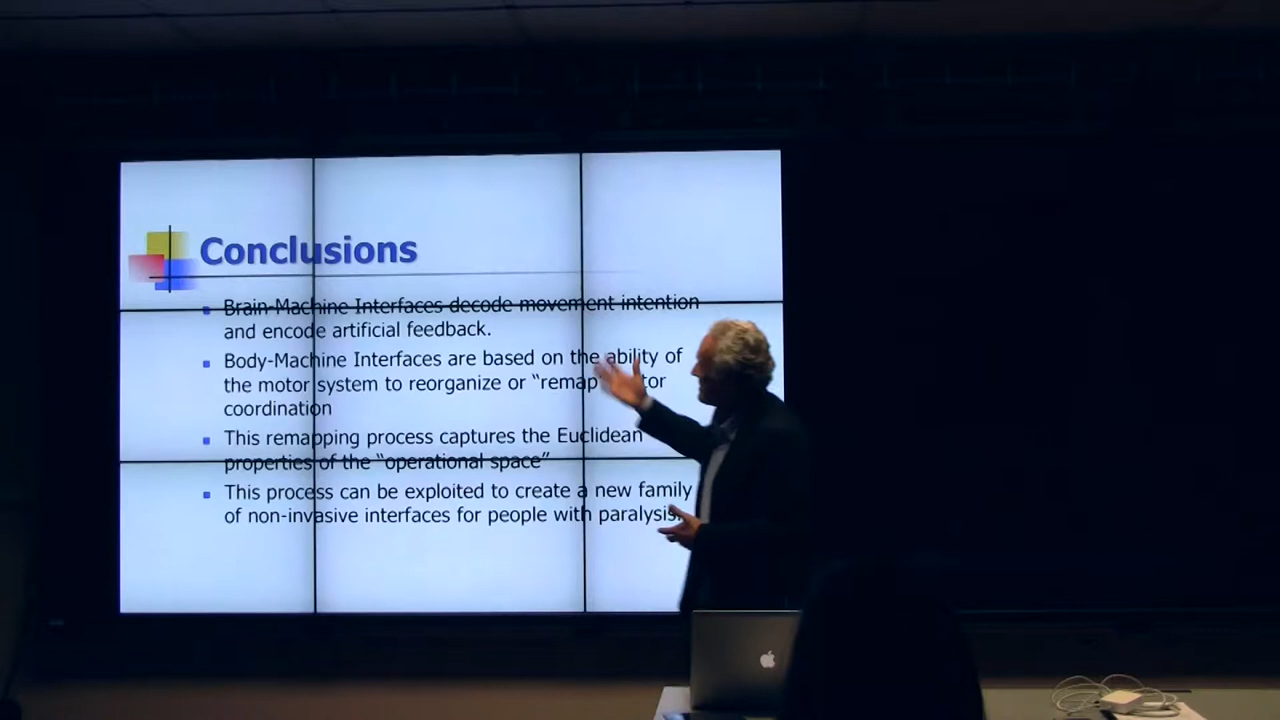 Conclusions
Brain-Machine Interfaces decode movement intention
and encode artificial feedback.
Body-Machine Interfaces are based on the ability of
the motor system to reorganize or “remap
coordination
This remapping process captures the Euclidean
properties of the “operational space”
This process can be exploited to create a new family
of non-invasive interfaces for people with paralysis.